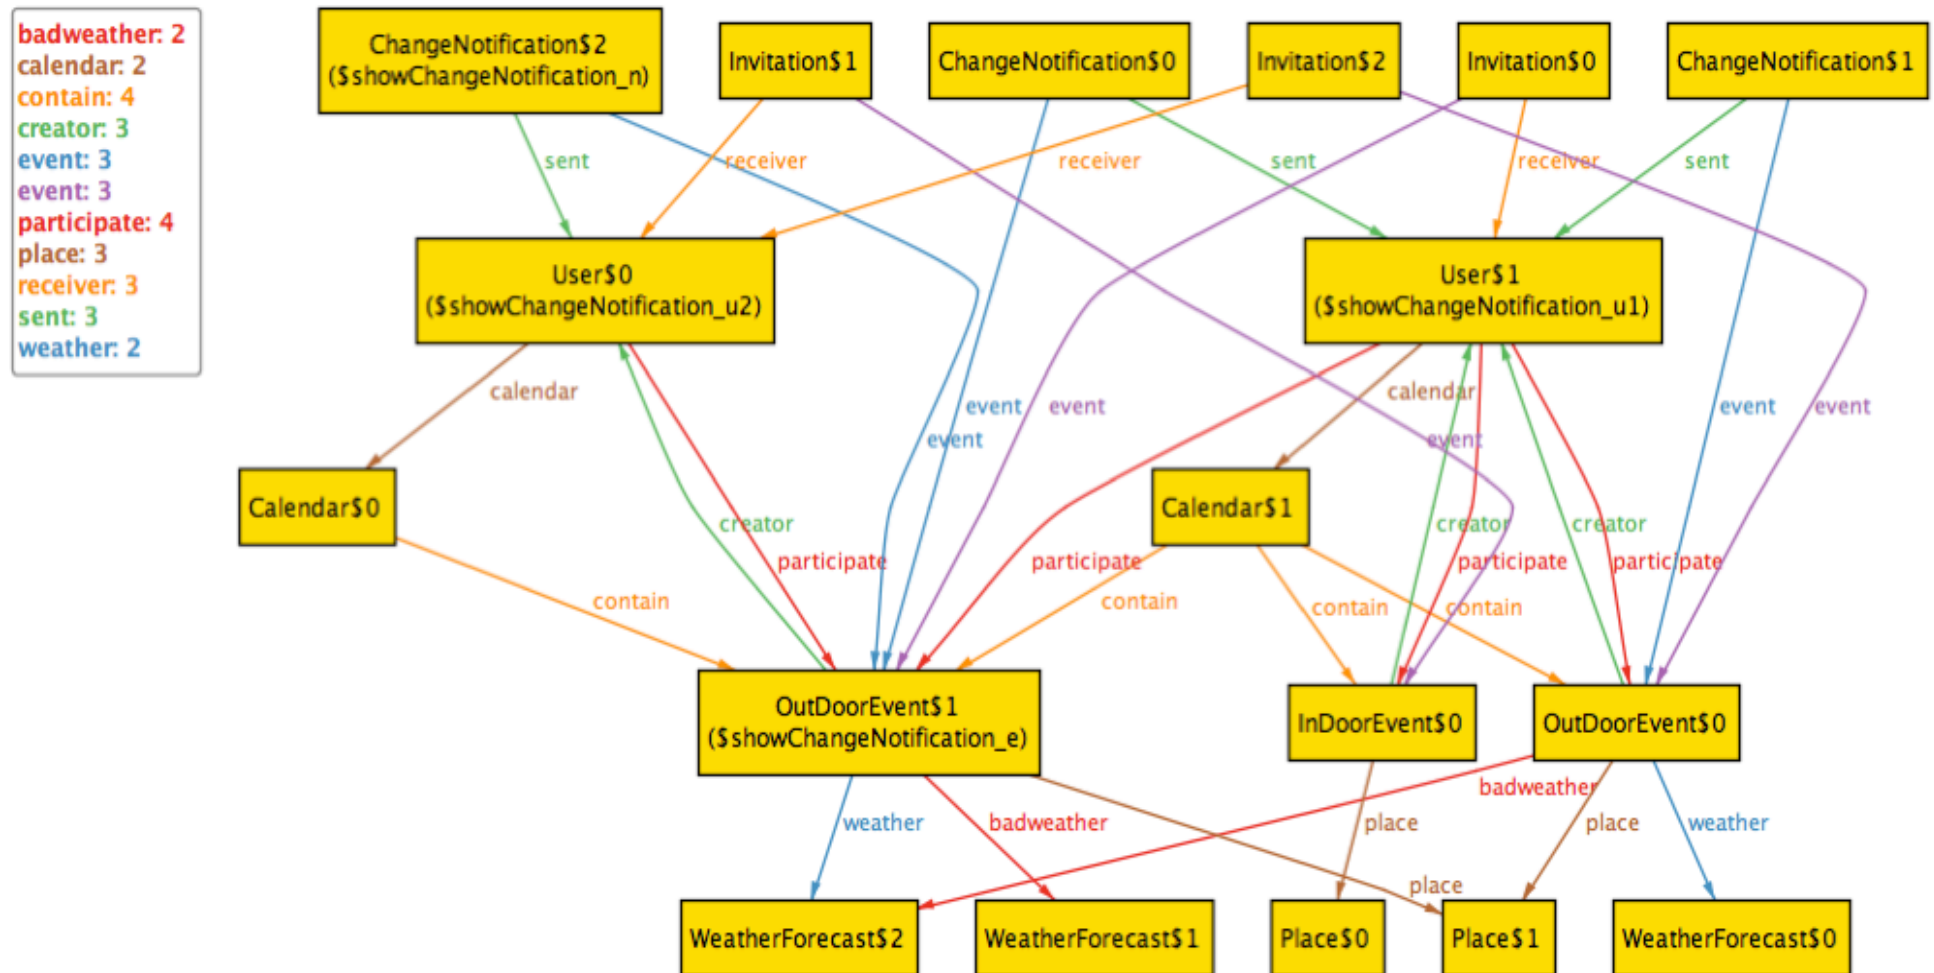 badweather: 2
calendar: 2
contain: 4
creator: 3
event: 3
event: 3
participate: 4
place: 3
receiver: 3
sent: 3
weather: 2
ChangeNotification$2
($showChangeNotification_n)
Invitation$1
ChangeNotification$0
Invitation$2
Invitation$0
ChangeNotification$1
sent
receiver
receiver
sent
receiver
sent
User$0
($showChangeNotification_u2)
User$1
($showChangeNotification_u1)
calendar
event
event
calendar
event
event
event
event
Calendar$0
Calendar$1
creator
creator
creator
participate
participate
participate
participate
contain
contain
contain
contain
OutDoorEvent$1
($showChangeNotification_e)
InDoorEvent$0
OutDoorEvent$0
badweather
weather
badweather
place
place
weather
place
WeatherForecast$2
WeatherForecast$1
Place$0
Place$1
WeatherForecast$0